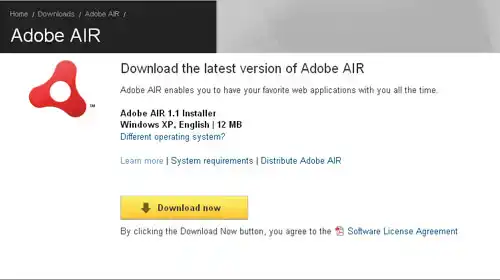 Home / Downloads / Adobe AIR /
Adobe AIR
Download the latest version of Adobe AIR
Adobe AIR enables you to have your favorite web applications with you all the time.
Adobe AIR 1.1 Installer
Windows XP, English | 12 MB
Different operating system?
Learn more | System requirements | Distribute Adobe AIR
Download now
By clicking the Download Now button, you agree to the Software License Agreement